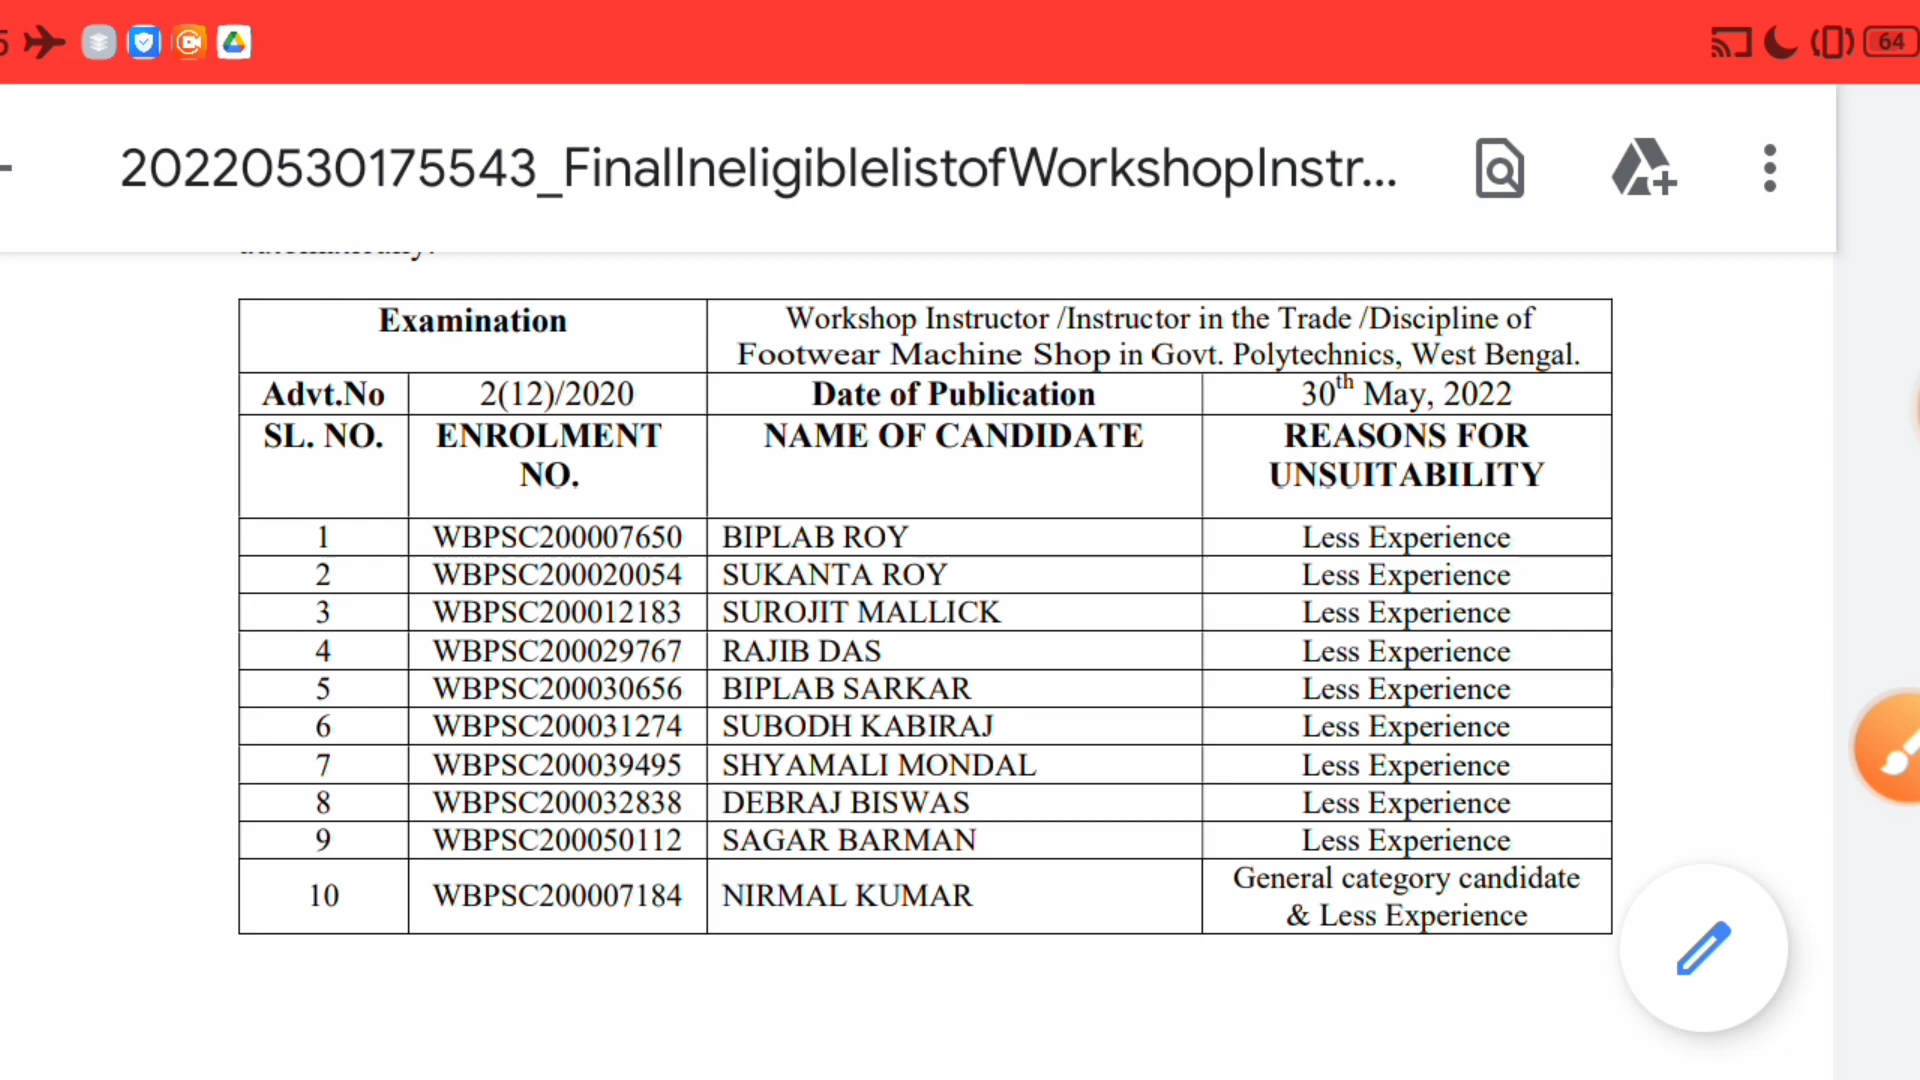 64
20220530175543_FinalIneligiblelistofWorkshopInstr...
Examination
Workshop Instructor /Instructor in the Trade /Discipline of
Footwear Machine Shop in Govt. Polytechnics, West Bengal.
Advt.No 2(12)/2020 Date of Publication 30th May, 2022
SL. NO. ENROLMENT NO. NAME OF CANDIDATE REASONS FOR UNSUITABILITY
1 WBPSC200007650 BIPLAB ROY Less Experience
2 WBPSC200020054 SUKANTA ROY Less Experience
3 WBPSC200012183 SUROJIT MALLICK Less Experience
4 WBPSC200029767 RAJIB DAS Less Experience
5 WBPSC200030656 BIPLAB SARKAR Less Experience
6 WBPSC200031274 SUBODH KABIRAJ Less Experience
7 WBPSC200039495 SHYAMALI MONDAL Less Experience
8 WBPSC200032838 DEBRAJ BISWAS Less Experience
9 WBPSC200050112 SAGAR BARMAN Less Experience
10 WBPSC200007184 NIRMAL KUMAR General category candidate & Less Experience